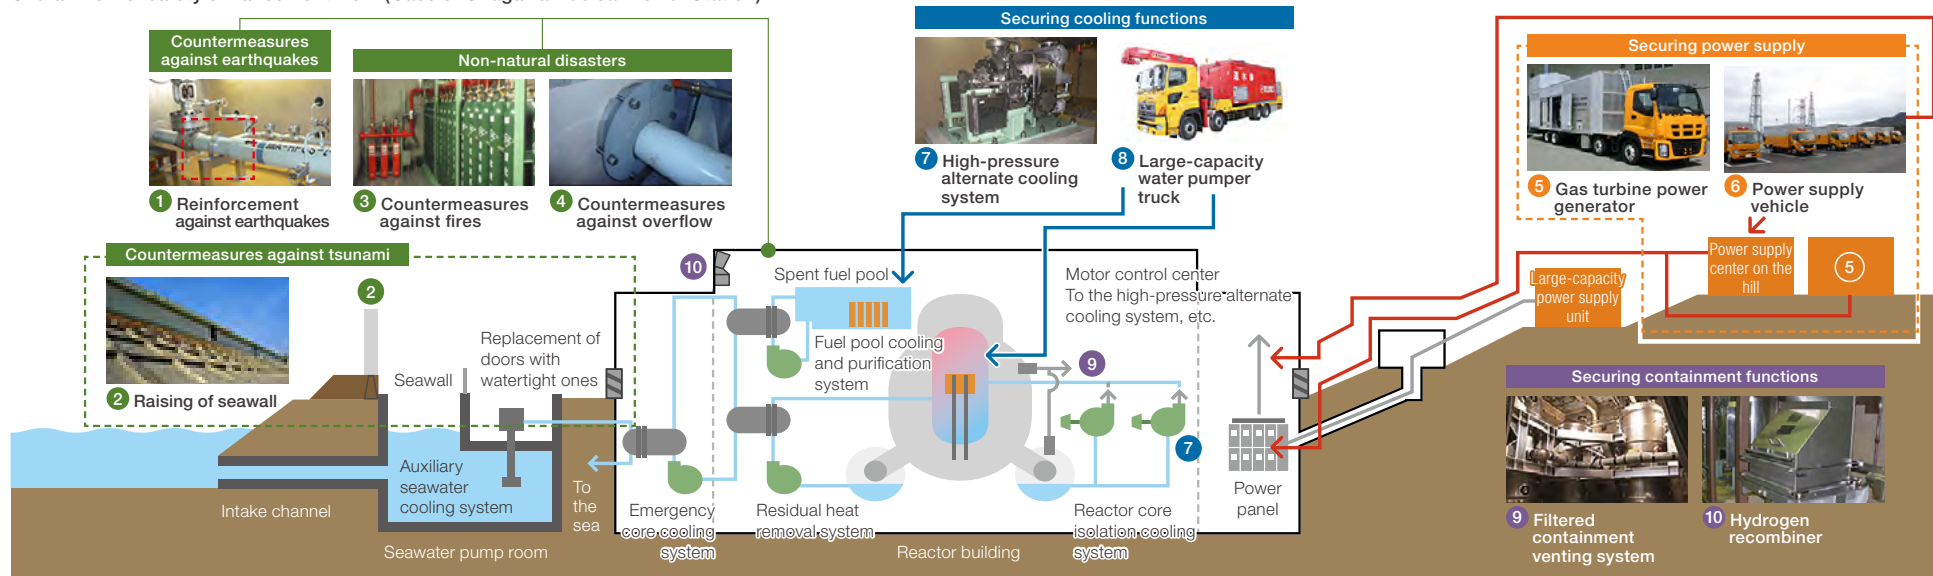 Countermeasures
against earthquakes
Non-natural disasters
1 Reinforcement
against earthquakes
3 Countermeasures
against fires
4 Countermeasures
against overflow
Securing cooling functions
7 High-pressure
alternate cooling
system
8 Large-capacity
water pumper
truck
Securing power supply
5 Gas turbine power
generator
6 Power supply
vehicle
Countermeasures against tsunami
2
2 Raising of seawall
Seawall
Replacement of
doors with
watertight ones
10
Spent fuel pool
Fuel pool cooling
and purification
system
Motor control center
To the high-pressure alternate
cooling system, etc.
9
7
Power supply
center on the
hill
5
Large-capacity
power supply
unit
Auxiliary
seawater
cooling system
Intake channel
To
the
sea
Seawater pump room
Emergency
core cooling
system
Residual heat
removal system
Reactor building
Reactor core
isolation cooling
system
Power
panel
Securing containment functions
9 Filtered
containment
venting system
10 Hydrogen
recombiner